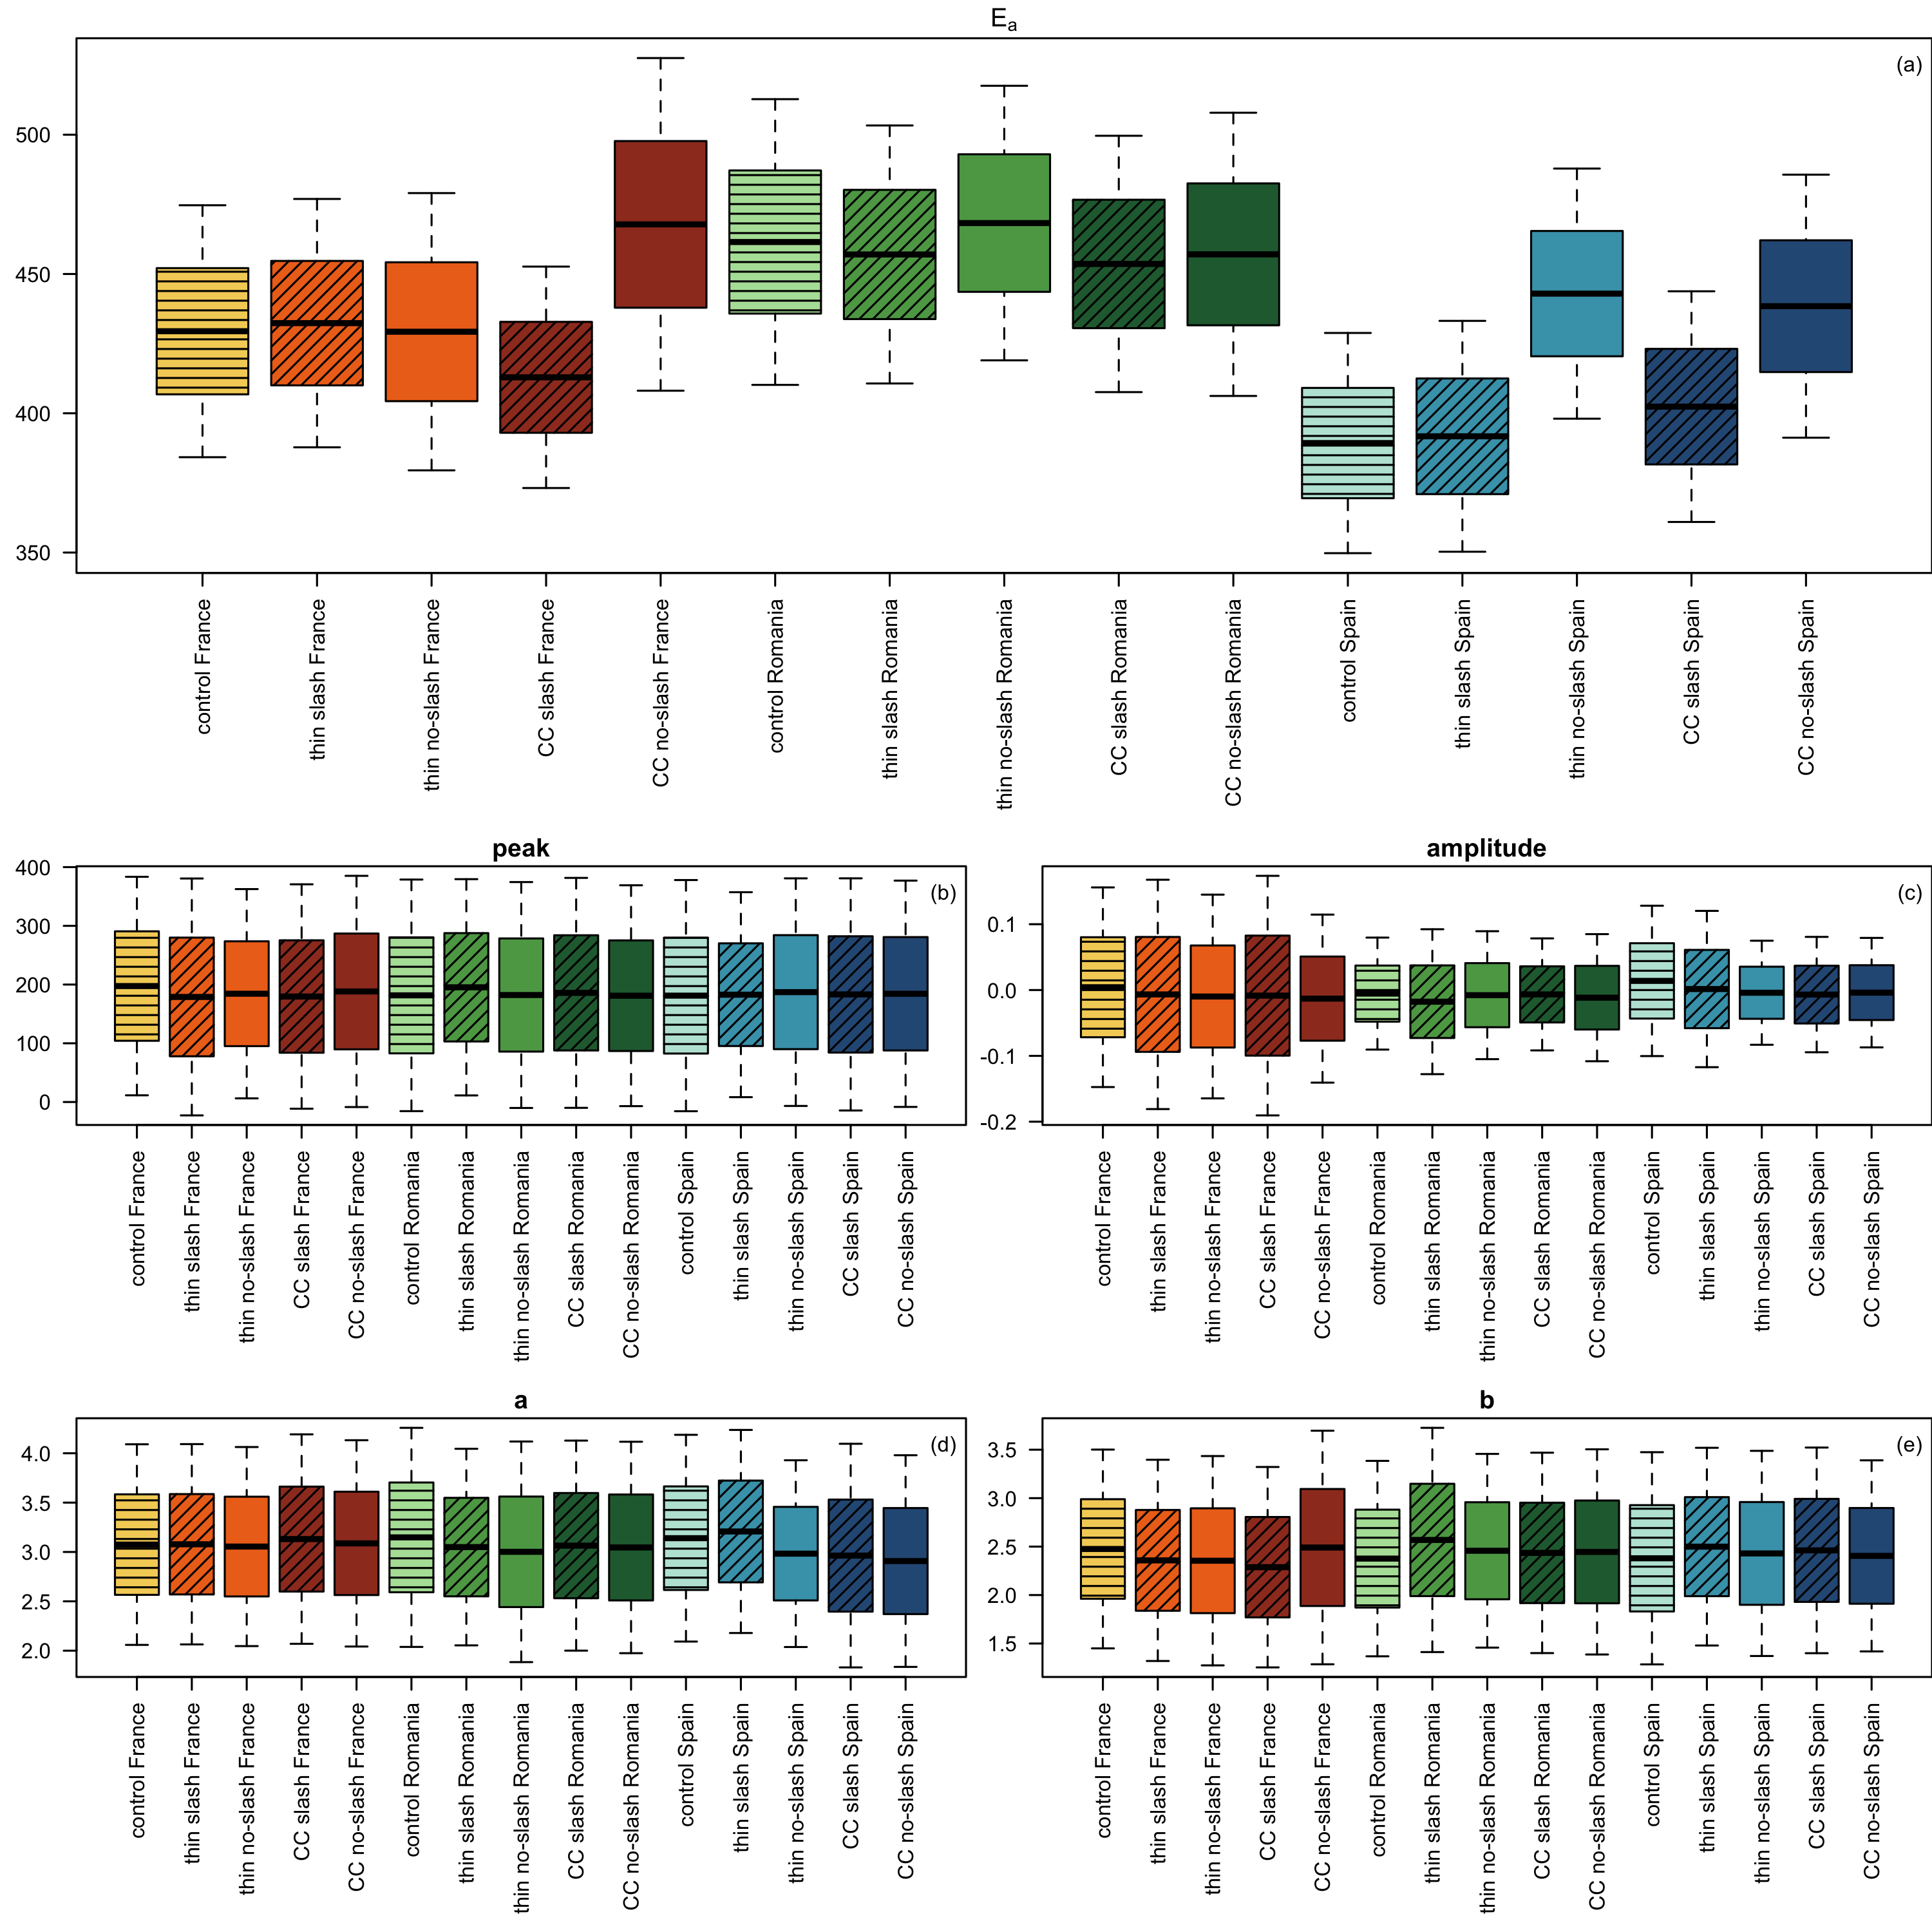 Ea
(a)
500
450
400
350
control France
thin slash France
thin no-slash France
CC slash France
CC no-slash France
control Romania
thin slash Romania
thin no-slash Romania
CC slash Romania
CC no-slash Romania
control Spain
thin slash Spain
thin no-slash Spain
CC slash Spain
CC no-slash Spain
peak
(b)
400
300
200
100
0
control France
thin slash France
thin no-slash France
CC slash France
CC no-slash France
control Romania
thin slash Romania
thin no-slash Romania
CC slash Romania
CC no-slash Romania
control Spain
thin slash Spain
thin no-slash Spain
CC slash Spain
CC no-slash Spain
amplitude
(c)
0.1
0.0
-0.1
-0.2
control France
thin slash France
thin no-slash France
CC slash France
CC no-slash France
control Romania
thin slash Romania
thin no-slash Romania
CC slash Romania
CC no-slash Romania
control Spain
thin slash Spain
thin no-slash Spain
CC slash Spain
CC no-slash Spain
a
(d)
4.0
3.5
3.0
2.5
2.0
control France
thin slash France
thin no-slash France
CC slash France
CC no-slash France
control Romania
thin slash Romania
thin no-slash Romania
CC slash Romania
CC no-slash Romania
control Spain
thin slash Spain
thin no-slash Spain
CC slash Spain
CC no-slash Spain
b
(e)
3.5
3.0
2.5
2.0
1.5
control France
thin slash France
thin no-slash France
CC slash France
CC no-slash France
control Romania
thin slash Romania
thin no-slash Romania
CC slash Romania
CC no-slash Romania
control Spain
thin slash Spain
thin no-slash Spain
CC slash Spain
CC no-slash Spain